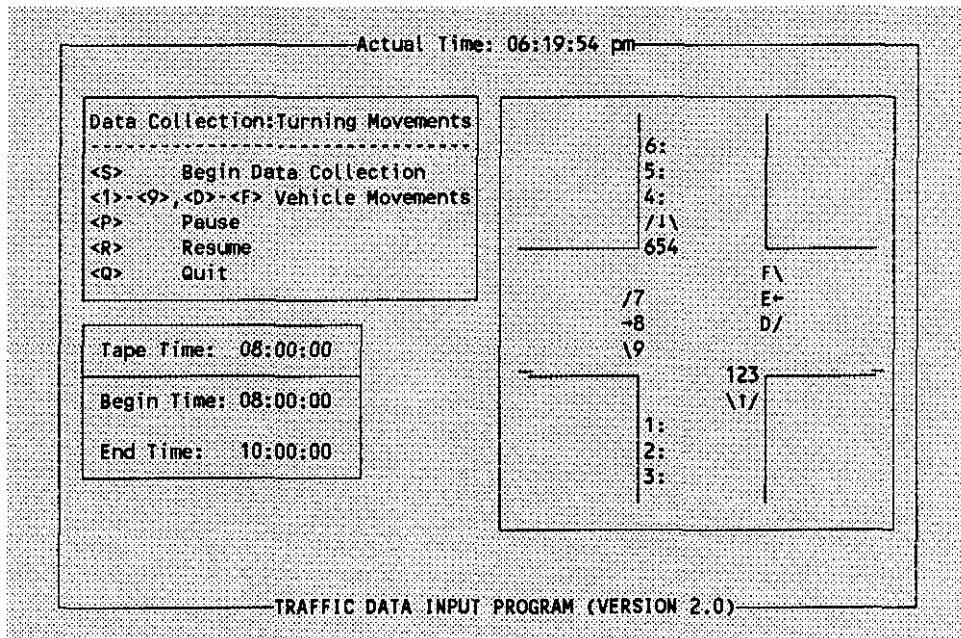 Actual Time: 06:19:54 pm
Data Collection:Turning Movements
<S> Begin Data Collection
<1>-<9>,<D>-<F> Vehicle Movements
<P> Pause
<R> Resume
<Q> Quit
Tape Time: 08:00:00
Begin Time: 08:00:00
End Time: 10:00:00
6:
5:
4:
/↓\
654
F\
/7 E←
→8 D/
\9
123
\↑/
1:
2:
3:
TRAFFIC DATA INPUT PROGRAM (VERSION 2.0)